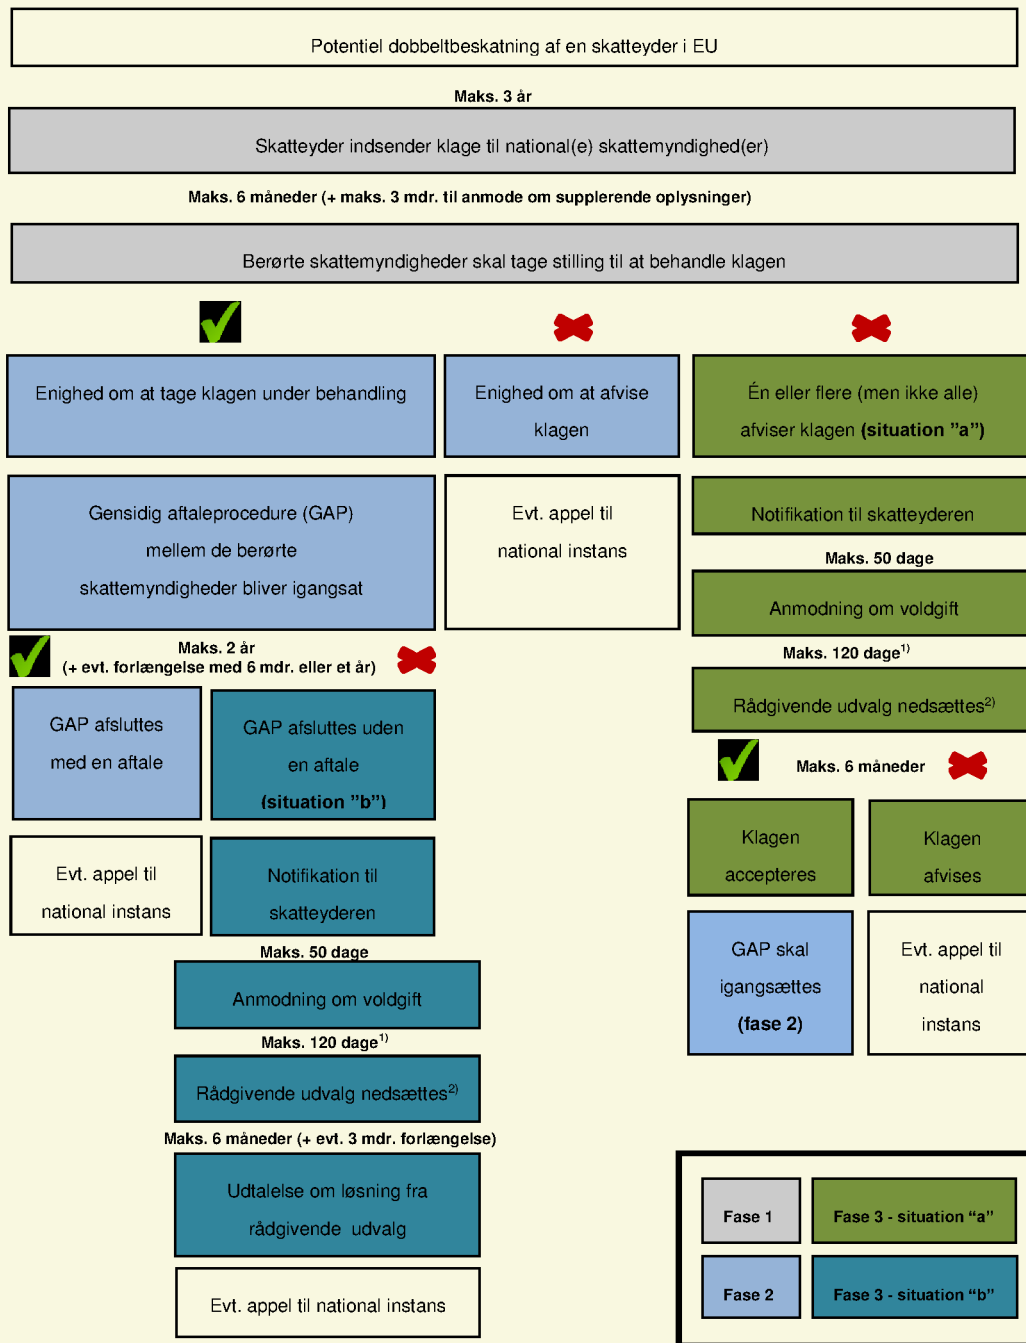 Potentiel dobbeltbeskatning af en skatteyder i EU
Maks. 3 år
Skatteyder indsender klage til national(e) skattemyndighed(er)
Maks. 6 måneder (+ maks. 3 mdr. til anmode om supplerende oplysninger)
Berørte skattemyndigheder skal tage stilling til at behandle klagen
Enighed om at tage klagen under behandling
Enighed om at afvise
klagen
Én eller flere (men ikke alle)
afviser klagen (situation ”a”)
Gensidig aftaleprocedure (GAP)
mellem de berørte
skattemyndigheder bliver igangsat
Evt. appel til
national instans
Notifikation til skatteyderen
Maks. 50 dage
Anmodning om voldgift
Maks. 120 dage1)
Rådgivende udvalg nedsættes2)
Maks. 6 måneder
Maks. 2 år
(+ evt. forlængelse med 6 mdr. eller et år)
GAP afsluttes
med en aftale
GAP afsluttes uden
en aftale
(situation ”b”)
Klagen
accepteres
Klagen
afvises
Evt. appel til
national instans
Notifikation til
skatteyderen
GAP skal
igangsættes
(fase 2)
Evt. appel til
national
instans
Maks. 50 dage
Anmodning om voldgift
Maks. 120 dage1)
Rådgivende udvalg nedsættes2)
Maks. 6 måneder (+ evt. 3 mdr. forlængelse)
Udtalelse om løsning fra
rådgivende udvalg
Evt. appel til national instans
Fase 1
Fase 3 - situation “a”
Fase 2
Fase 3 - situation “b”